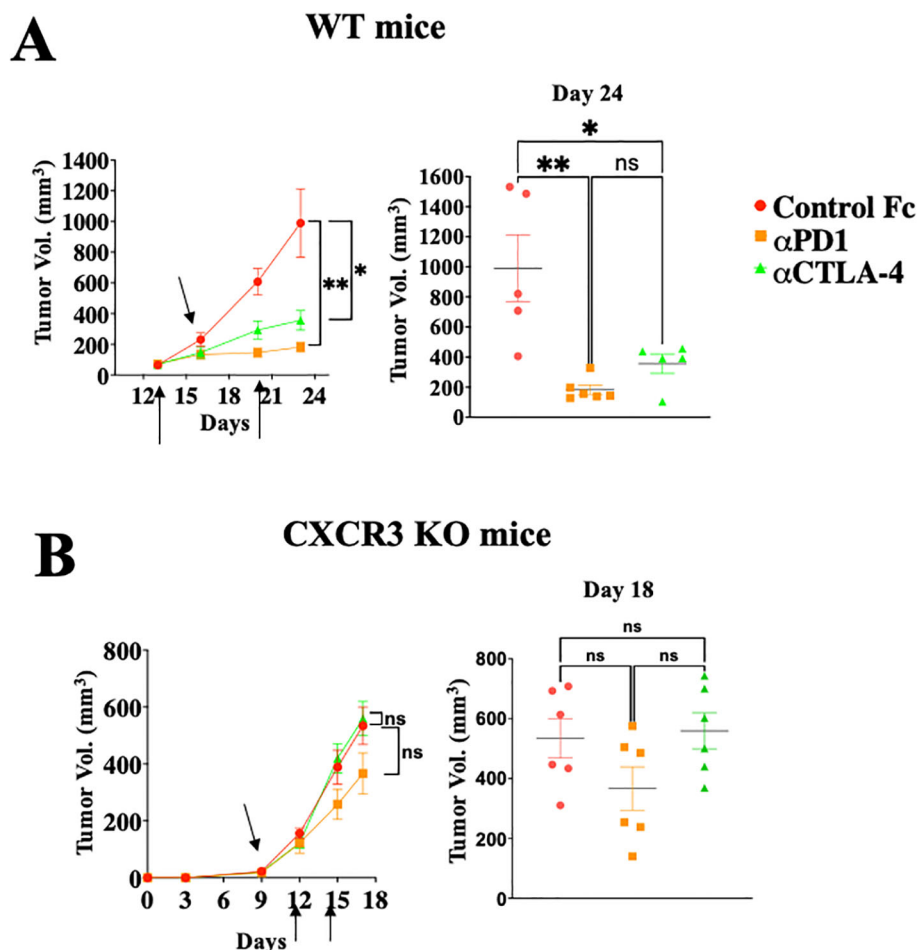 A
WT mice
Day 24
Tumor Vol. (mm³)
1400
1200
1000
800
600
400
200
0
12 15 18 21 24
Days
**
*
Tumor Vol. (mm³)
1600
1400
1200
1000
800
600
400
200
0
*
**
ns
Control Fc
αPD1
αCTLA-4
B
CXCR3 KO mice
Day 18
Tumor Vol. (mm³)
800
600
400
200
0
0 3 6 9 12 15 18
Days
ns
ns
Tumor Vol. (mm³)
800
600
400
200
0
ns
ns
ns